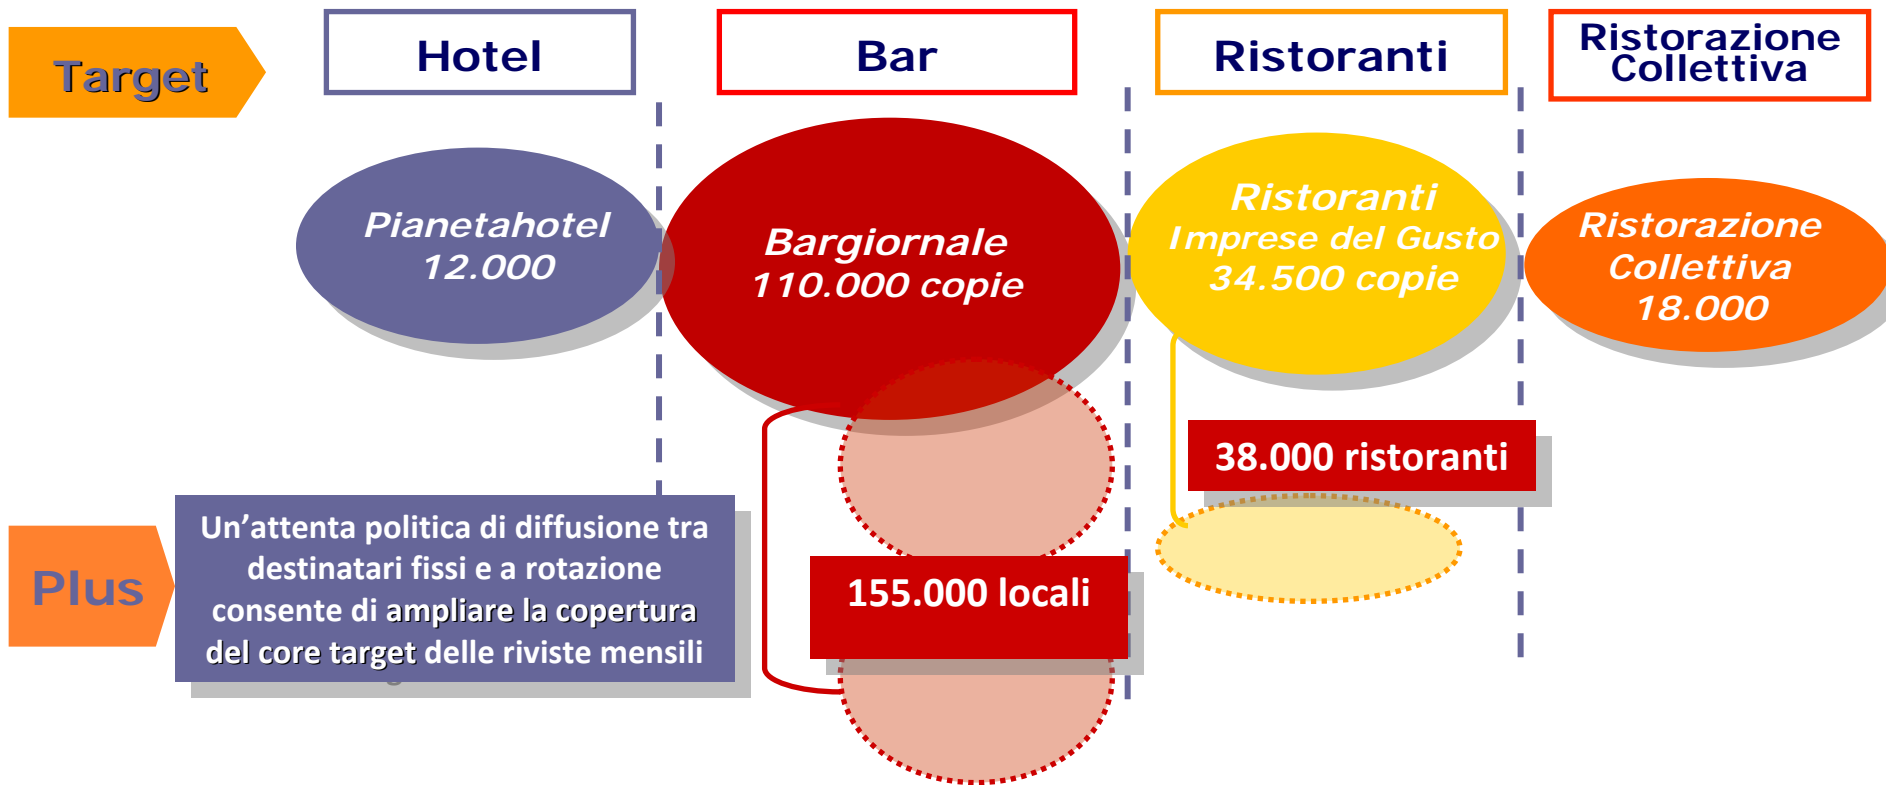 Target
Hotel
Bar
Ristoranti
Ristorazione
Collettiva
Pianetahotel
12.000
Bargiornale
110.000 copie
Ristoranti
Imprese del Gusto
34.500 copie
Ristorazione
Collettiva
18.000
38.000 ristoranti
Plus
Un’attenta politica di diffusione tra
destinatari fissi e a rotazione
consente di ampliare la copertura
del core target delle riviste mensili
155.000 locali